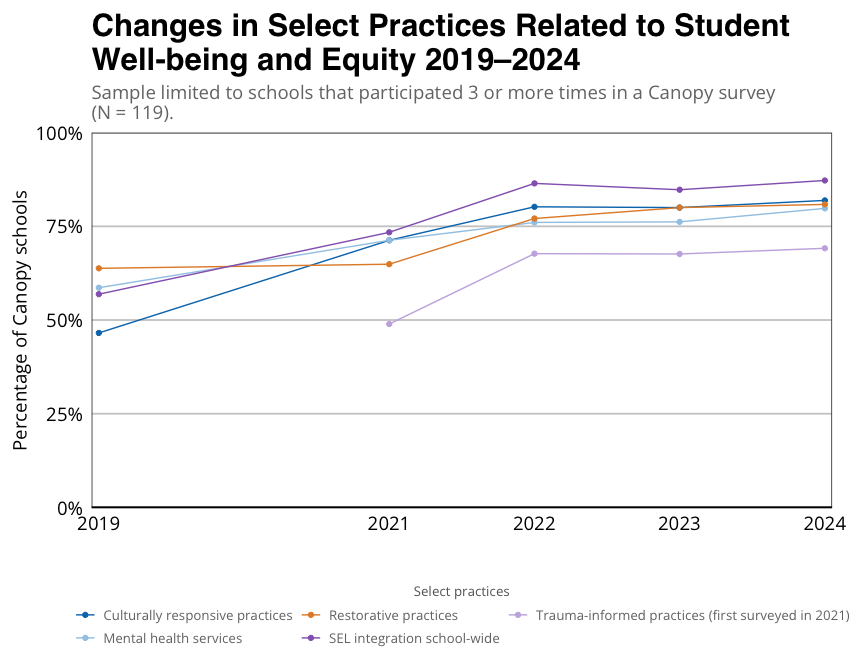 Changes in Select Practices Related to Student
Well-being and Equity 2019–2024
Sample limited to schools that participated 3 or more times in a Canopy survey
(N = 119).
100%
75%
50%
25%
0%
Percentage of Canopy schools
2019
2021
2022
2023
2024
Select practices
Culturally responsive practices
Restorative practices
Trauma-informed practices (first surveyed in 2021)
Mental health services
SEL integration school-wide